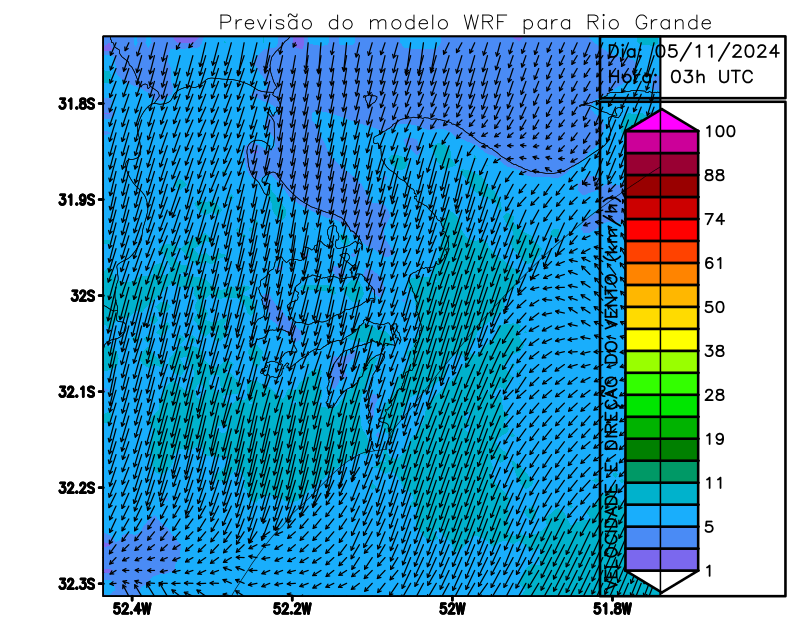 Previsão do modelo WRF para Rio Grande
Dia: 05/11/2024
Hora: 03h UTC
31.8S
31.9S
32S
32.1S
32.2S
32.3S
52.4W
52.2W
52W
51.8W
VELOCIDADE E DIREÇÃO DO VENTO (km/h)
100
88
74
61
50
38
28
19
11
5
1